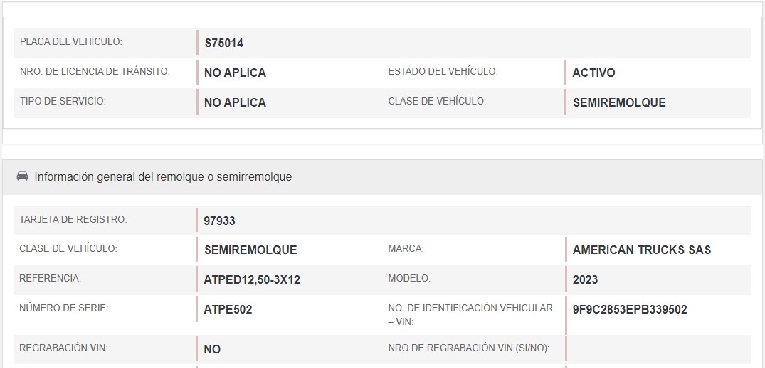 PLACA DEL VEHÍCULO: S75014
NRO. DE LICENCIA DE TRÁNSITO: NO APLICA ESTADO DEL VEHÍCULO: ACTIVO
TIPO DE SERVICIO: NO APLICA CLASE DE VEHÍCULO: SEMIREMOLQUE
Información general del remolque o semirremolque
TARJETA DE REGISTRO: 97933
CLASE DE VEHÍCULO: SEMIREMOLQUE MARCA: AMERICAN TRUCKS SAS
REFERENCIA: ATPED12,50-3X12 MODELO: 2023
NÚMERO DE SERIE: ATPE502 NO. DE IDENTIFICACIÓN VEHICULAR
– VIN: 9F9C2853EPB339502
REGRABACIÓN VIN: NO NRO DE REGRABACIÓN VIN (SI/NO):